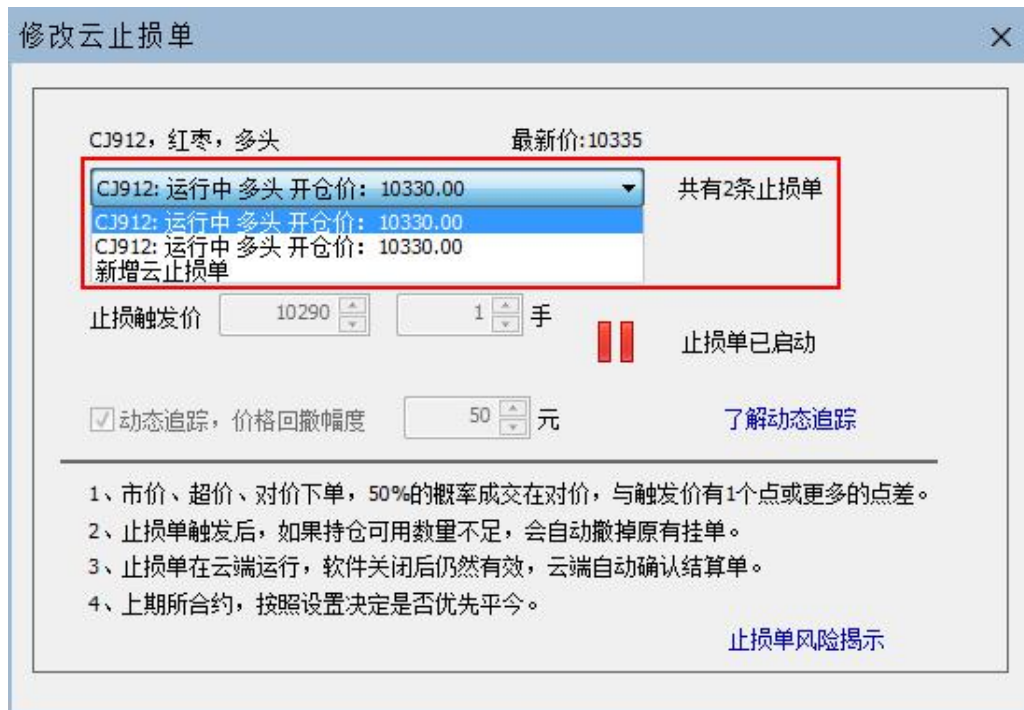 修改云止损单
CJ912，红枣，多头 最新价:10335
CJ912: 运行中 多头 开仓价：10330.00 共有2条止损单
CJ912: 运行中 多头 开仓价：10330.00
CJ912: 运行中 多头 开仓价：10330.00
新增云止损单
止损触发价 10290 1 手
止损单已启动
动态追踪，价格回撤幅度 50 元 了解动态追踪
1、市价、超价、对价下单，50%的概率成交在对价，与触发价有1个点或更多的点差。
2、止损单触发后，如果持仓可用数量不足，会自动撤掉原有挂单。
3、止损单在云端运行，软件关闭后仍然有效，云端自动确认结算单。
4、上期所合约，按照设置决定是否优先平今。
止损单风险揭示